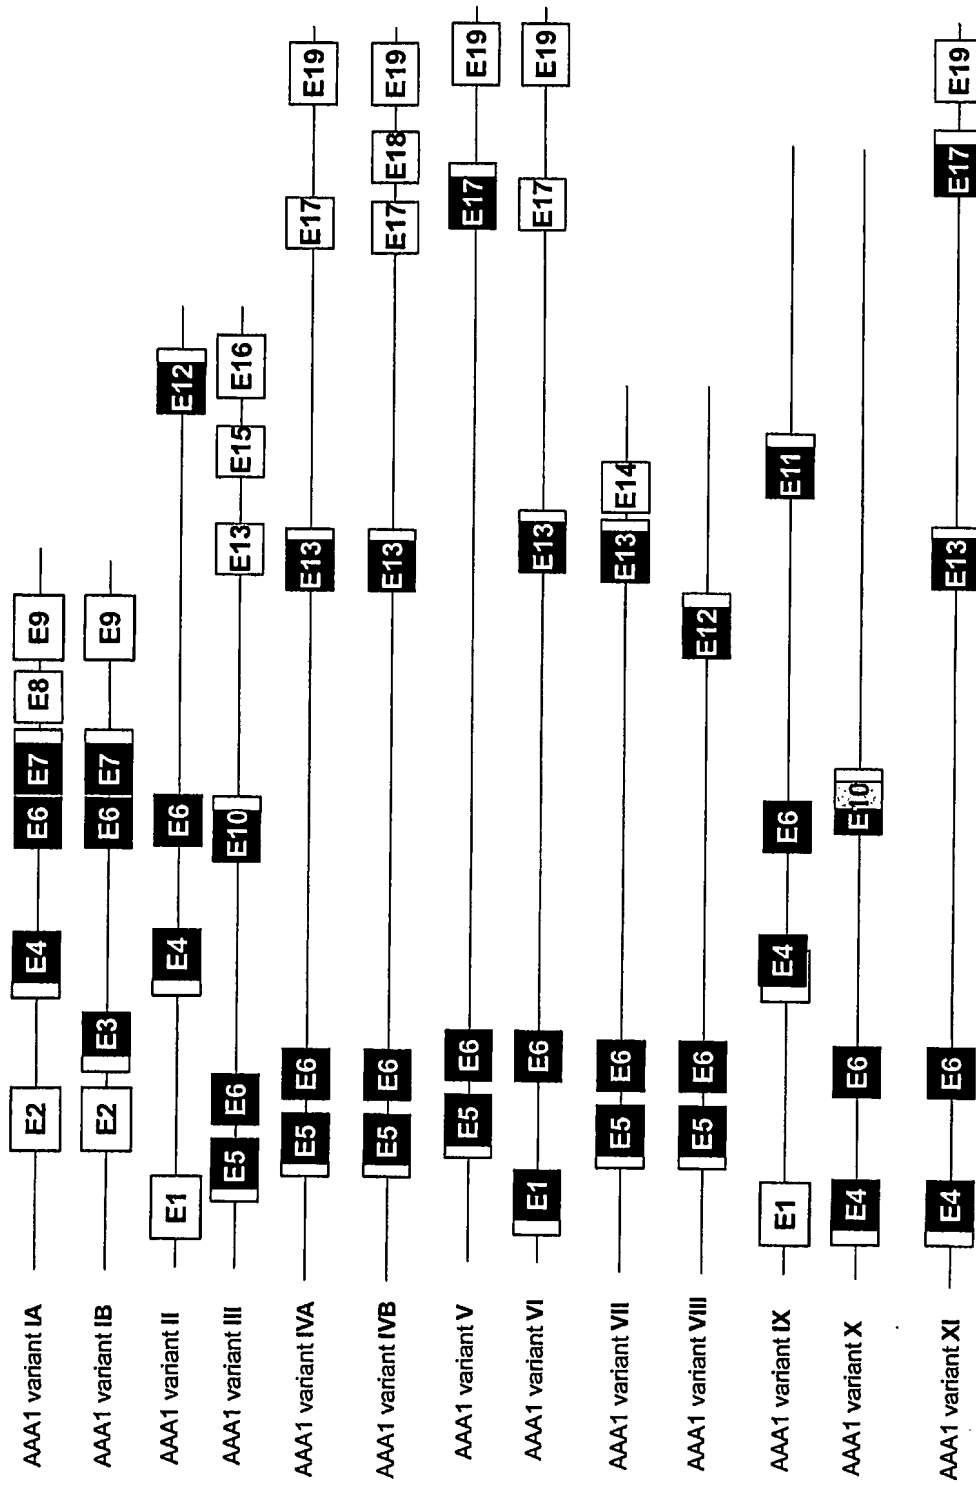 AAA1 variant IA E2 E4 E6 E7 E8 E9
AAA1 variant IB E2 E3 E6 E7 E9
AAA1 variant II E1 E4 E6 E12
AAA1 variant III E5 E6 E10 E13 E15 E16
AAA1 variant IVA E5 E6 E13 E17 E19
AAA1 variant IVB E5 E6 E13 E17 E18 E19
AAA1 variant V E5 E6 E17 E19
AAA1 variant VI E1 E6 E13 E17 E19
AAA1 variant VII E5 E6 E13 E14
AAA1 variant VIII E5 E6 E12
AAA1 variant IX E1 E4 E6 E11
AAA1 variant X E4 E6 E10
AAA1 variant XI E4 E6 E13 E17 E19